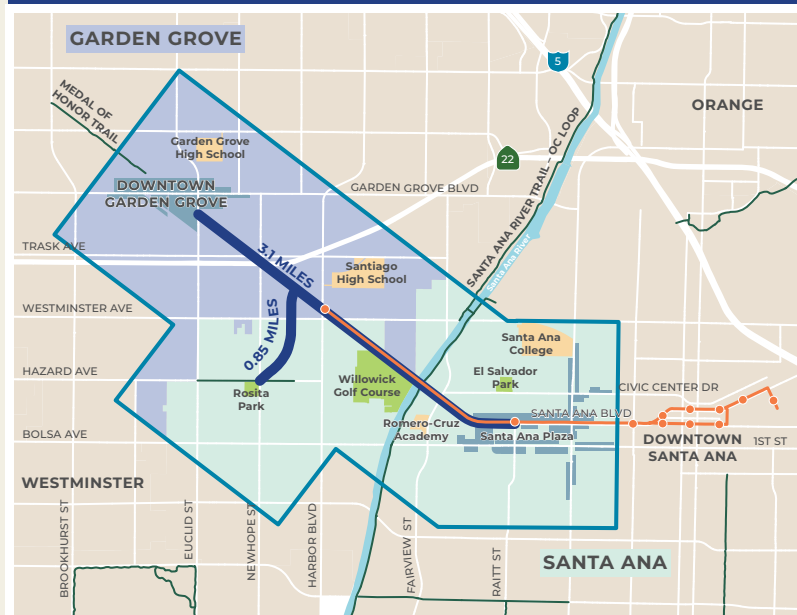 GARDEN GROVE
5
MEDAL OF
HONOR TRAIL
ORANGE
Garden Grove
High School
22
SANTA ANA RIVER TRAIL - OC LOOP
DOWNTOWN
GARDEN GROVE
GARDEN GROVE BLVD
TRASK AVE
3.1 MILES
Santa Ana River
Santiago
High School
WESTMINSTER AVE
0.85 MILES
Santa Ana
College
HAZARD AVE
El Salvador
Park
Willowick
Golf Course
CIVIC CENTER DR
Rosita
Park
SANTA ANA BLVD
Romero-Cruz
Academy
BOLSA AVE
Santa Ana Plaza
DOWNTOWN
SANTA ANA
1ST ST
WESTMINSTER
BROOKHURST ST
EUCLID ST
NEWHOPE ST
HARBOR BLVD
FAIRVIEW ST
RAITT ST
SANTA ANA